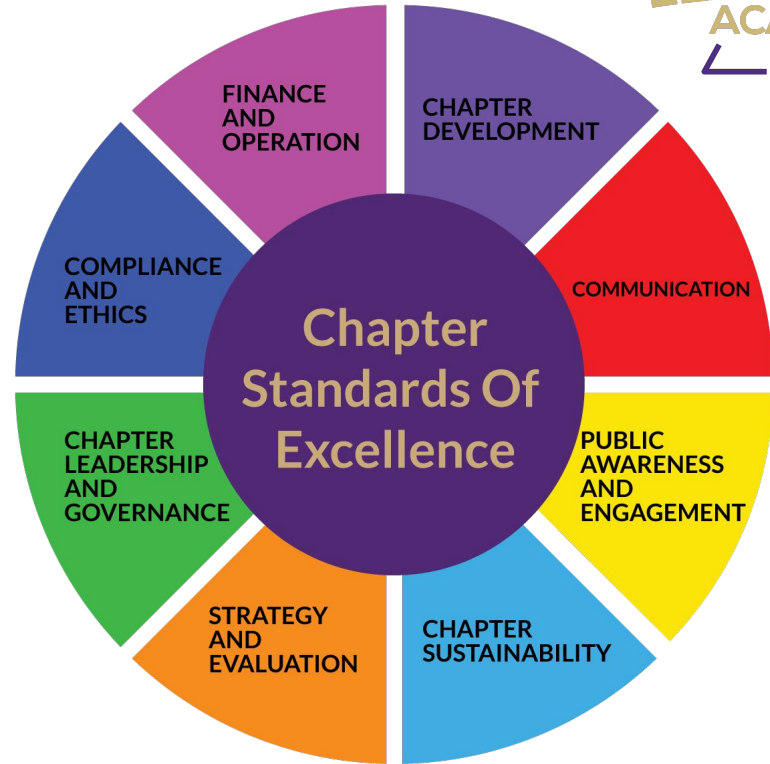 ACA
FINANCE
AND
OPERATION
CHAPTER
DEVELOPMENT
COMMUNICATION
PUBLIC
AWARENESS
AND
ENGAGEMENT
CHAPTER
SUSTAINABILITY
STRATEGY
AND
EVALUATION
CHAPTER
LEADERSHIP
AND
GOVERNANCE
COMPLIANCE
AND
ETHICS
Chapter
Standards Of
Excellence